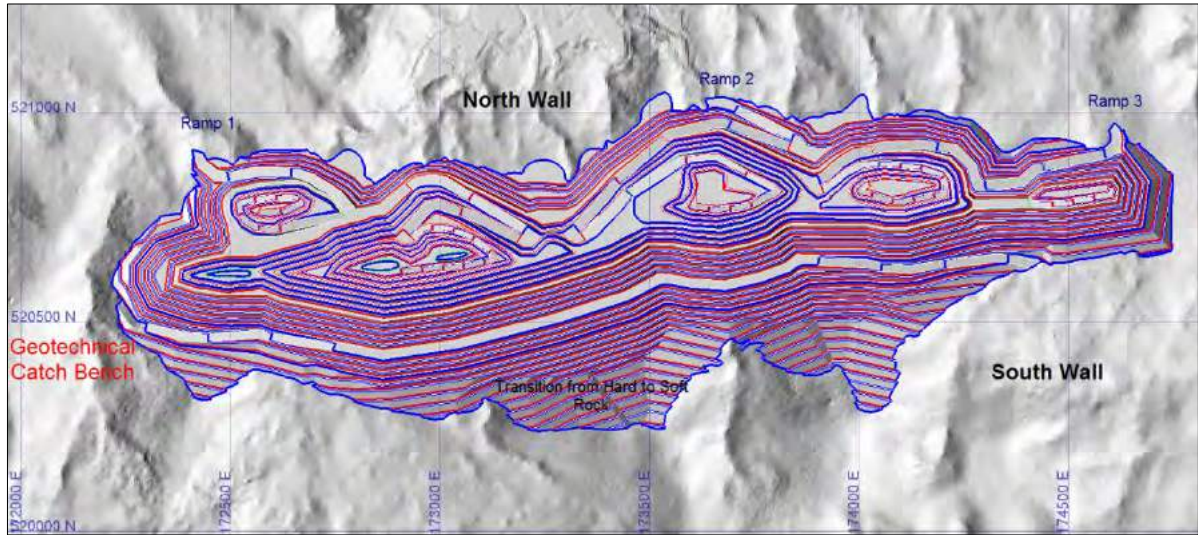 Ramp 2
North Wall
Ramp 3
521000 N
Ramp 1
520500 N
Geotechnical
Catch Bench
South Wall
Transition from Hard to Soft
Rock
520000 N
172000 E
172500 E
173000 E
173500 E
174000 E
174500 E